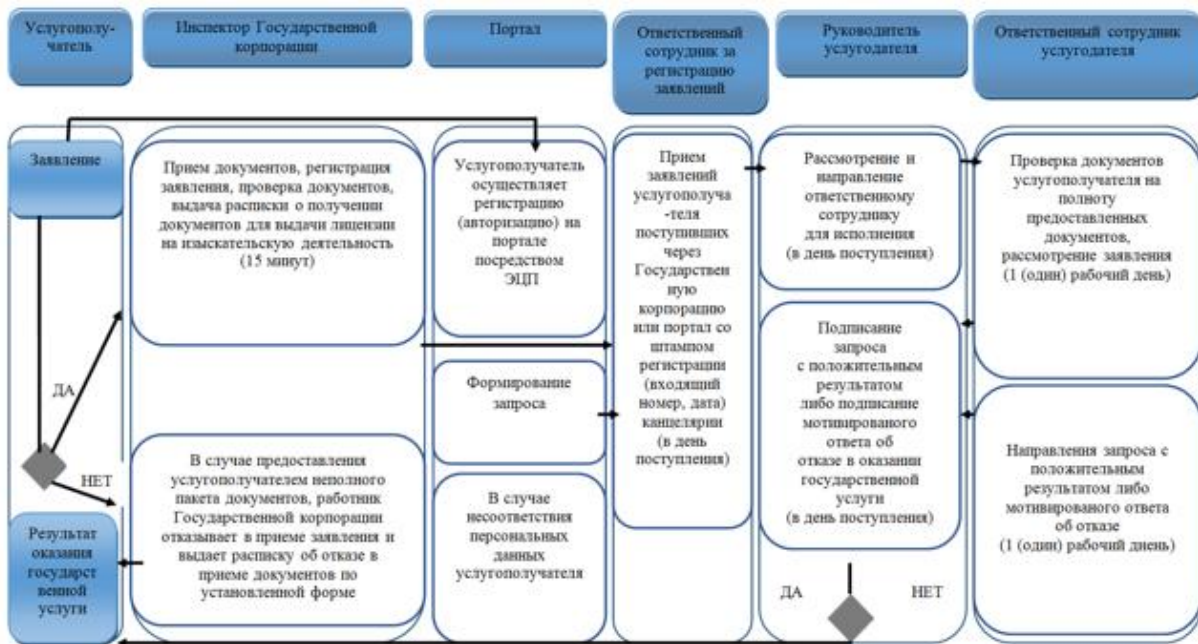 Услугополу-
чатель
Инспектор Государственной
корпорации
Портал
Ответственный
сотрудник за
регистрацию
заявлений
Руководитель
услугодателя
Ответственный сотрудник
услугодателя
Заявление
ДА
НЕТ
Результат
оказания
государст
венной
услуги
Прием документов, регистрация
заявления, проверка документов,
выдача расписки о получении
документов для выдачи лицензии
на изыскательскую деятельность
(15 минут)
В случае предоставления
услугополучателем неполного
пакета документов, работник
Государственной корпорации
отказывает в приеме заявления и
выдает расписку об отказе в
приеме документов по
установленной форме
Услугополучатель
осуществляет
регистрацию
(авторизацию) на
портале
посредством
ЭЦП
Формирование
запроса
В случае
несоответствия
персональных
данных
услугополучателя
Прием
заявлений
услугополуча
-теля
поступивших
через
Государствен
ную
корпорацию
или портал со
штампом
регистрации
(входящий
номер, дата)
канцелярии
(в день
поступления)
Рассмотрение и
направление
ответственному
сотруднику
для исполнения
(в день поступления)
Подписание
запроса
с положительным
результатом
либо подписание
мотивированого
ответа об
отказе в оказании
государственной
услуги
(в день поступления)
ДА
НЕТ
Проверка документов
услугополучателя на
полноту
предоставленных
документов,
рассмотрение заявления
(1 (один) рабочий день)
Направления запроса с
положительным
результатом либо
мотивированого ответа
об отказе
(1 (один) рабочий днень)